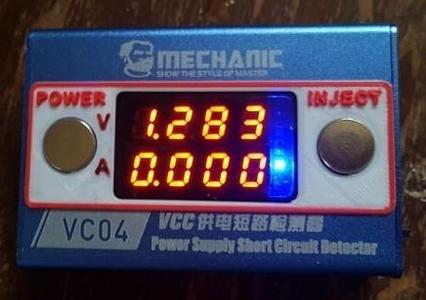 MECHANIC
SHOW THE STYLE OF MASTER
POWER
INJECT
V
1.283
A
0.000
VC04
VCC供电短路检测器
Power Supply Short Circuit Detector